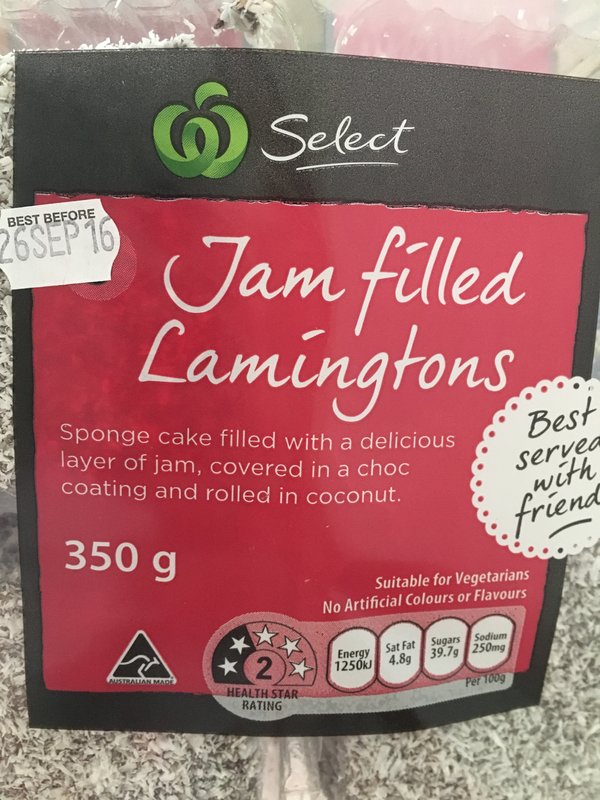 Select
BEST BEFORE
26SEP 16
Jam filled
Lamingtons
Sponge cake filled with a delicious
layer of jam, covered in a choc
coating and rolled in coconut.
Best
served
with
friend
350 g
Suitable for Vegetarians
No Artificial Colours or Flavours
AUSTRALIAN MADE
2
HEALTH STAR
RATING
Energy
1250kJ
Sat Fat
4.8g
Sugars
39.7g
Sodium
250mg
Per 100g